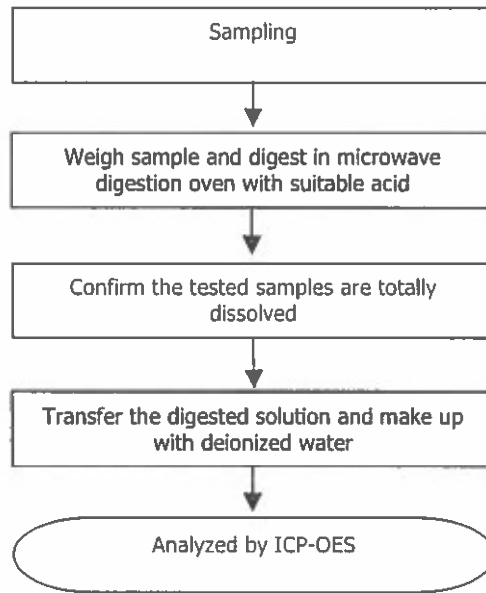 Sampling
Weigh sample and digest in microwave
digestion oven with suitable acid
Confirm the tested samples are totally
dissolved
Transfer the digested solution and make up
with deionized water
Analyzed by ICP-OES